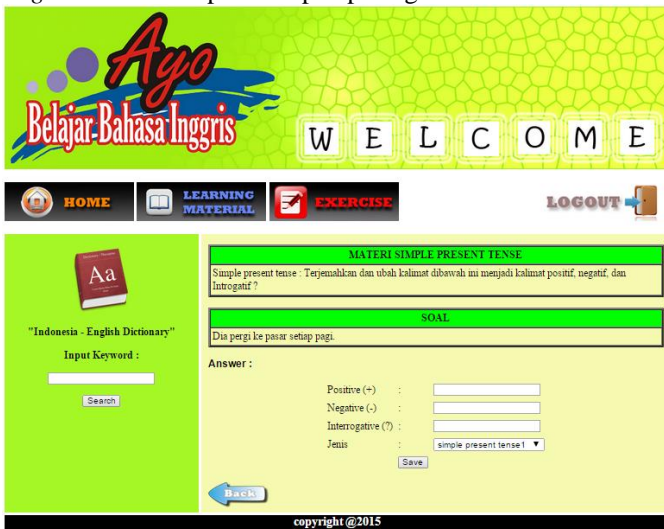 Ayo
Belajar Bahasa Inggris
WELCOME
HOME
LEARNING MATERIAL
EXERCISE
LOGOUT
Aa
"Indonesia - English Dictionary"
Input Keyword :
Search
MATERI SIMPLE PRESENT TENSE
Simple present tense : Terjemahkan dan ubah kalimat dibawah ini menjadi kalimat positif, negatif, dan
Introgatif ?
SOAL
Dia pergi ke pasar setiap pagi.
Answer :
Positive (+) :
Negative (-) :
Interrogative (?) :
Jenis : simple present tense1
Save
Back
copyright @2015